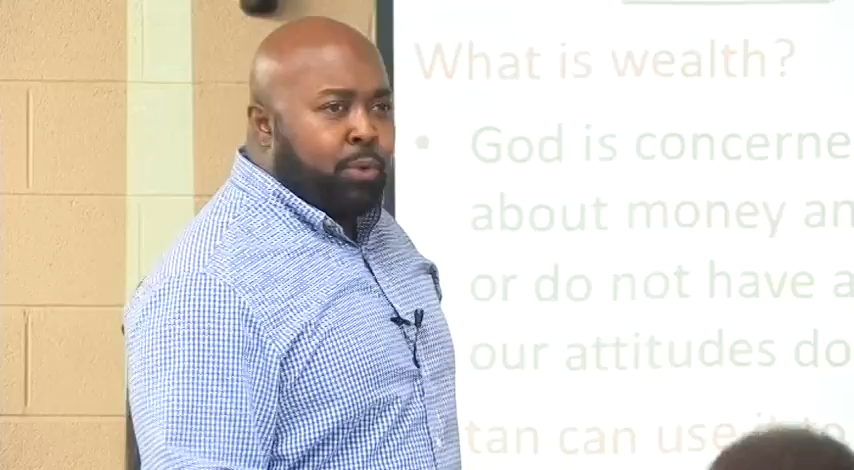 What is wealth?
• God is concerne
about money an
or do not have a
our attitudes do
tan can use it to